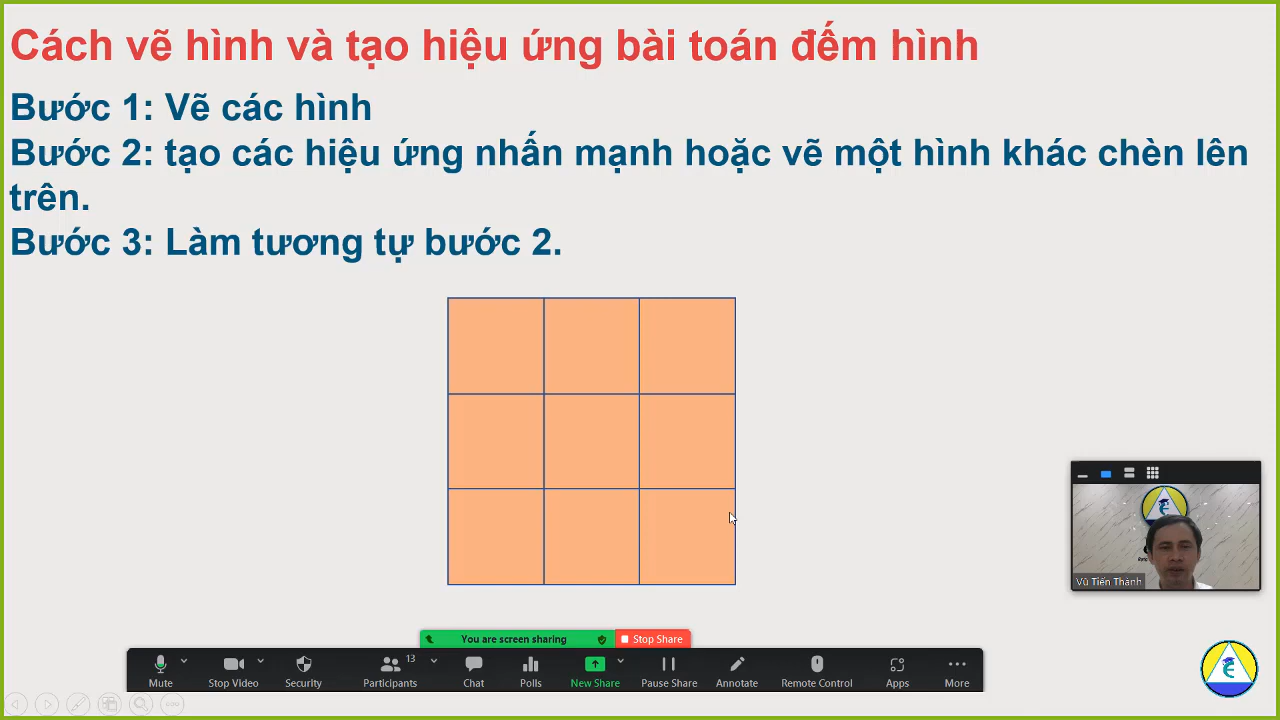 Cách vẽ hình và tạo hiệu ứng bài toán đếm hình
Bước 1: Vẽ các hình
Bước 2: tạo các hiệu ứng nhấn mạnh hoặc vẽ một hình khác chèn lên
trên.
Bước 3: Làm tương tự bước 2.
Vũ Tiến Thành
You are screen sharing
Stop Share
13
Mute
Stop Video
Security
Participants
Chat
Polls
New Share
Pause Share
Annotate
Remote Control
Apps
More